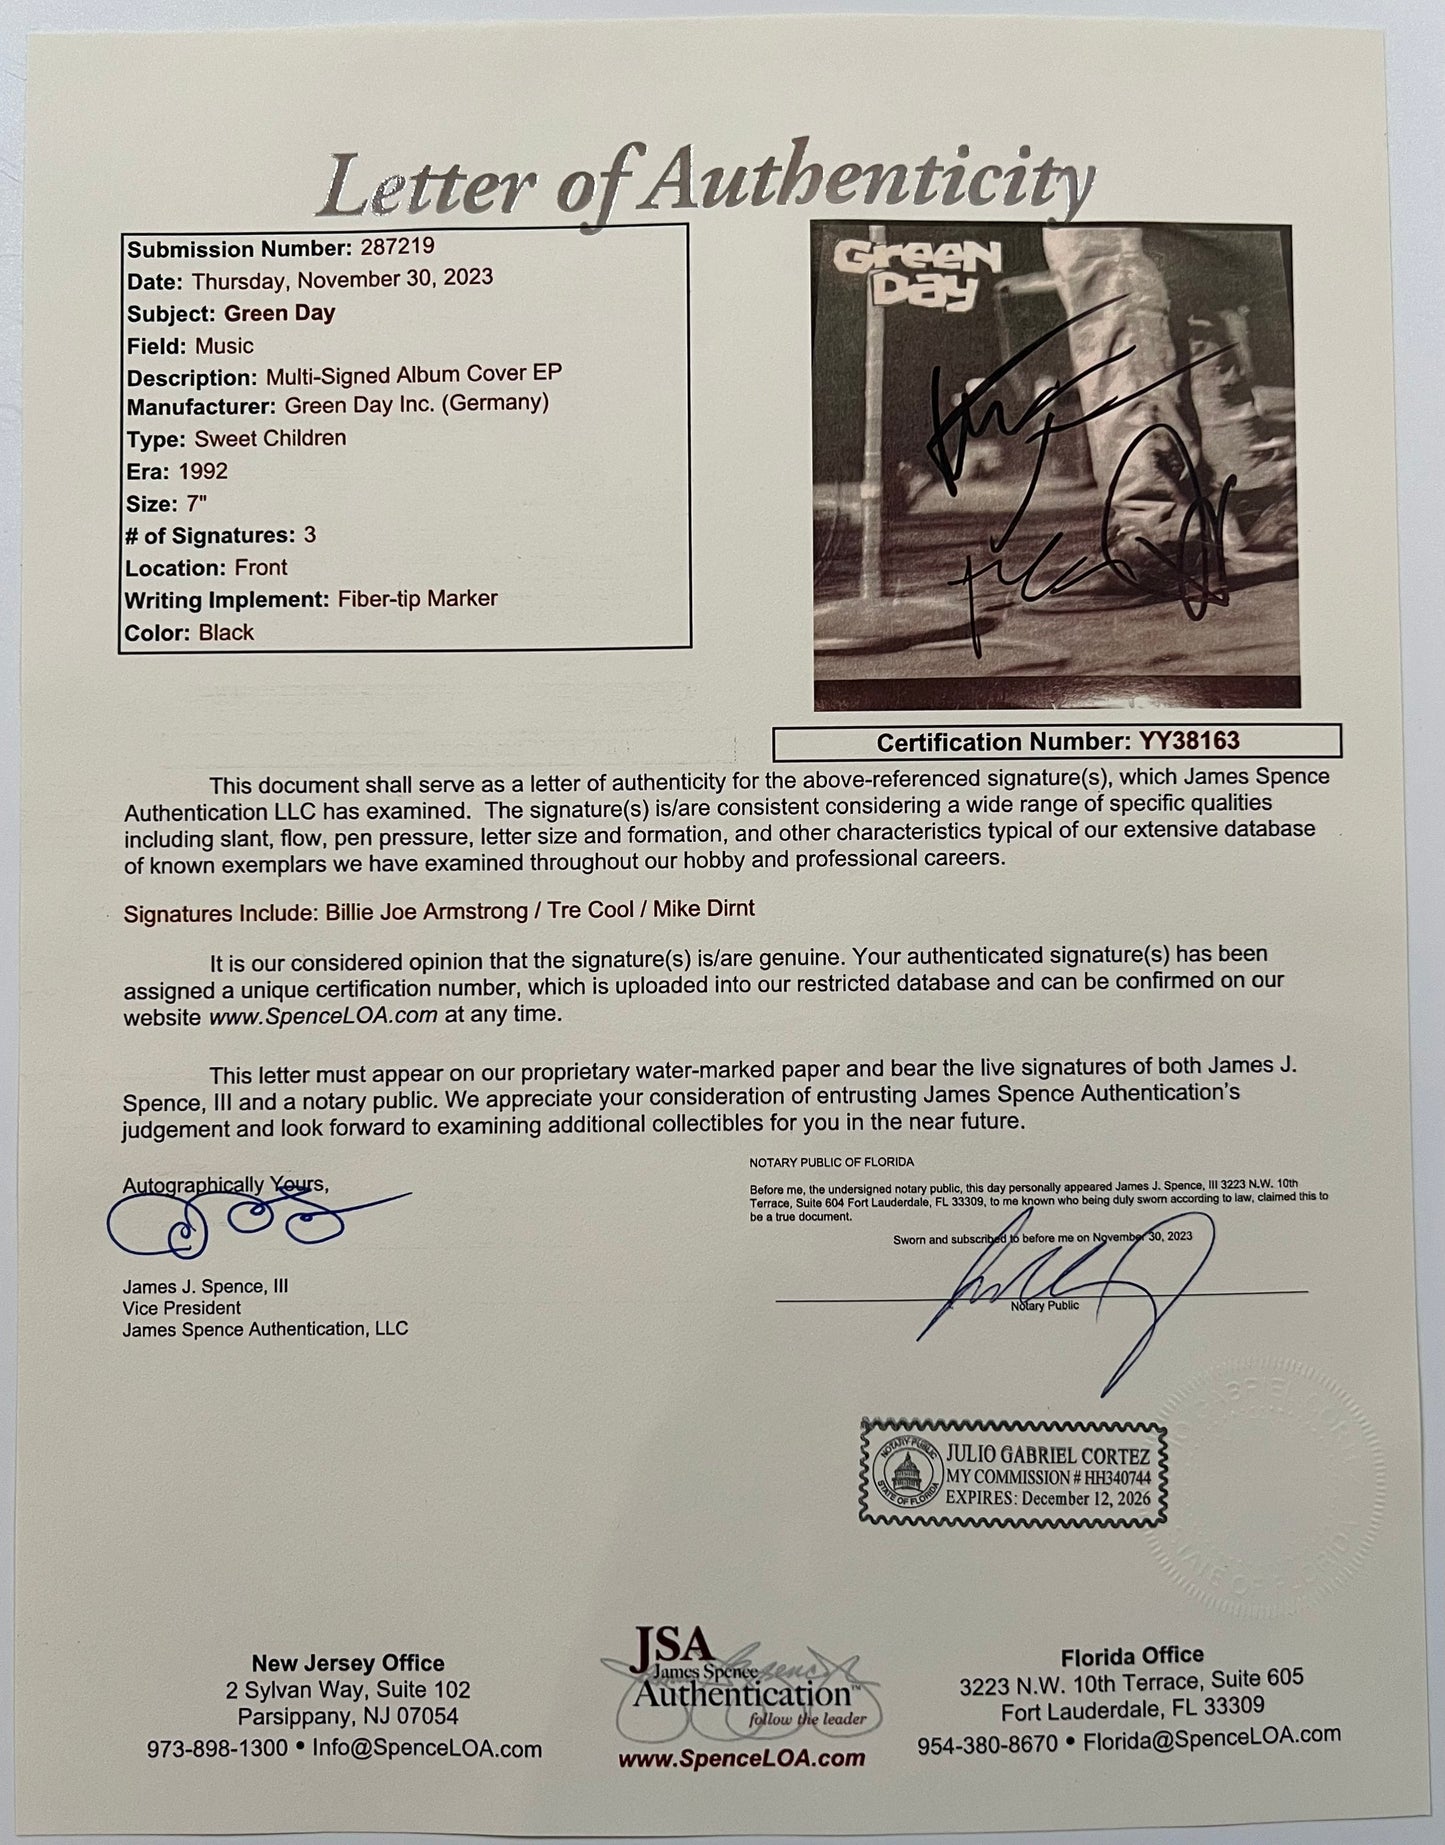 Letter of Authenticity
Submission Number: 287219
Date: Thursday, November 30, 2023
Subject: Green Day
Field: Music
Description: Multi-Signed Album Cover EP
Manufacturer: Green Day Inc. (Germany)
Type: Sweet Children
Era: 1992
Size: 7"
# of Signatures: 3
Location: Front
Writing Implement: Fiber-tip Marker
Color: Black
GreeN
Day
Certification Number: YY38163
This document shall serve as a letter of authenticity for the above-referenced signature(s), which James Spence
Authentication LLC has examined. The signature(s) is/are consistent considering a wide range of specific qualities
including slant, flow, pen pressure, letter size and formation, and other characteristics typical of our extensive database
of known exemplars we have examined throughout our hobby and professional careers.
Signatures Include: Billie Joe Armstrong / Tre Cool / Mike Dirnt
It is our considered opinion that the signature(s) is/are genuine. Your authenticated signature(s) has been
assigned a unique certification number, which is uploaded into our restricted database and can be confirmed on our
website www.SpenceLOA.com at any time.
This letter must appear on our proprietary water-marked paper and bear the live signatures of both James J.
Spence, III and a notary public. We appreciate your consideration of entrusting James Spence Authentication's
judgement and look forward to examining additional collectibles for you in the near future.
Autographically Yours,
James J. Spence, III
Vice President
James Spence Authentication, LLC
NOTARY PUBLIC OF FLORIDA
Before me, the undersigned notary public, this day personally appeared James J. Spence, III 3223 N.W. 10th
Terrace, Suite 604 Fort Lauderdale, FL 33309, to me known who being duly sworn according to law, claimed this to
be a true document.
Sworn and subscribed to before me on November 30, 2023
Notary Public
NOTARY PUBLIC
STATE OF FLORIDA
JULIO GABRIEL CORTEZ
MY COMMISSION # HH340744
EXPIRES: December 12, 2026
STATE OF FLORIDA
New Jersey Office
2 Sylvan Way, Suite 102
Parsippany, NJ 07054
973-898-1300 • Info@SpenceLOA.com
JSA
James Spence
Authentication™
follow the leader
www.SpenceLOA.com
Florida Office
3223 N.W. 10th Terrace, Suite 605
Fort Lauderdale, FL 33309
954-380-8670 • Florida@SpenceLOA.com